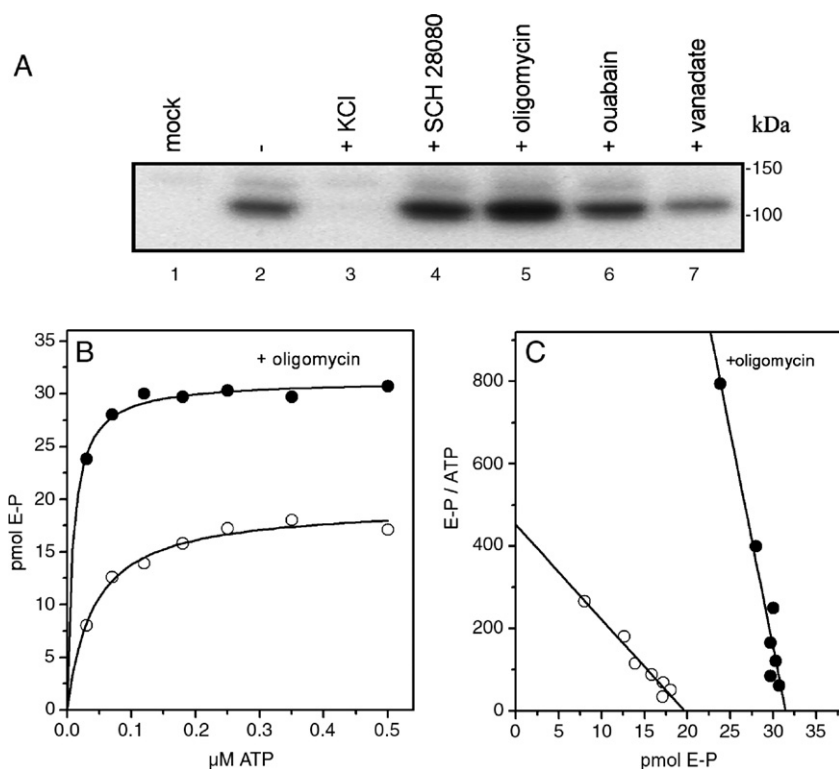 A
mock
-
+ KCl
+ SCH 28080
+ oligomycin
+ ouabain
+ vanadate
kDa
-150
-100
1 2 3 4 5 6 7
B
+ oligomycin
35
30
25
20
15
10
5
0
pmol E-P
0.0 0.1 0.2 0.3 0.4 0.5
µM ATP
C
+oligomycin
800
600
400
200
0
E-P / ATP
0 5 10 15 20 25 30 35
pmol E-P